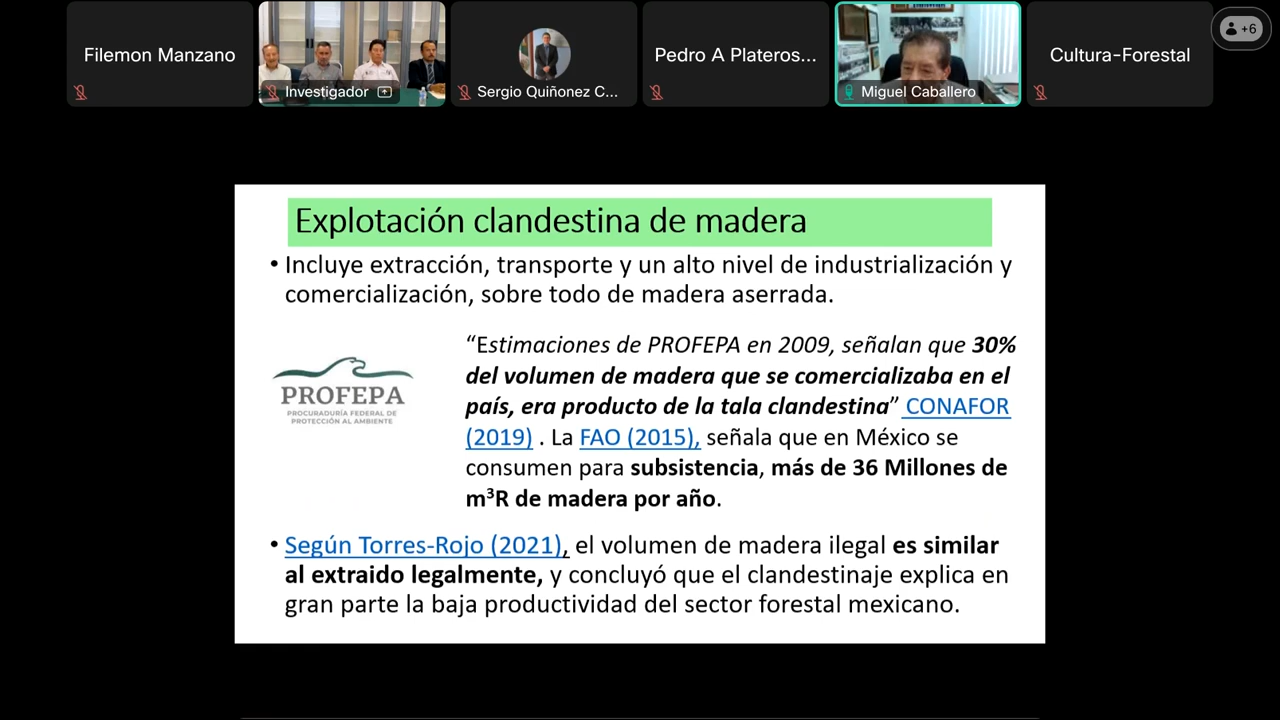 Filemon Manzano
Investigador
Sergio Quiñonez C...
Pedro A Plateros...
Miguel Caballero
Cultura-Forestal
+6
Explotación clandestina de madera
• Incluye extracción, transporte y un alto nivel de industrialización y
comercialización, sobre todo de madera aserrada.
PROFEPA
PROCURADURÍA FEDERAL DE
PROTECCIÓN AL AMBIENTE
“Estimaciones de PROFEPA en 2009, señalan que 30%
del volumen de madera que se comercializaba en el
país, era producto de la tala clandestina” CONAFOR
(2019) . La FAO (2015), señala que en México se
consumen para subsistencia, más de 36 Millones de
m³R de madera por año.
• Según Torres-Rojo (2021), el volumen de madera ilegal es similar
al extraido legalmente, y concluyó que el clandestinaje explica en
gran parte la baja productividad del sector forestal mexicano.